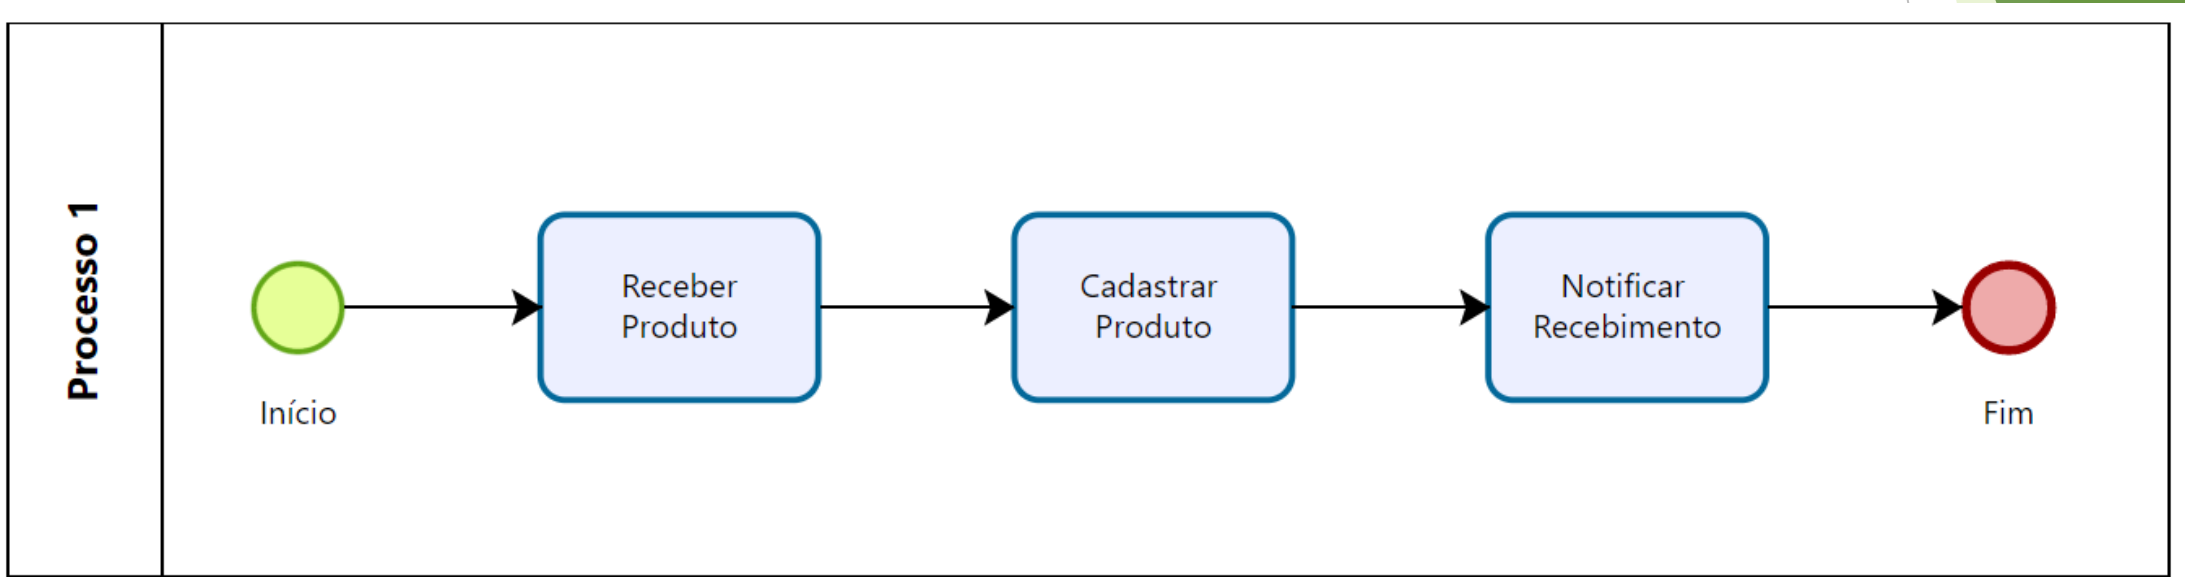 Processo 1
Receber
Produto
Cadastrar
Produto
Notificar
Recebimento
Início
Fim